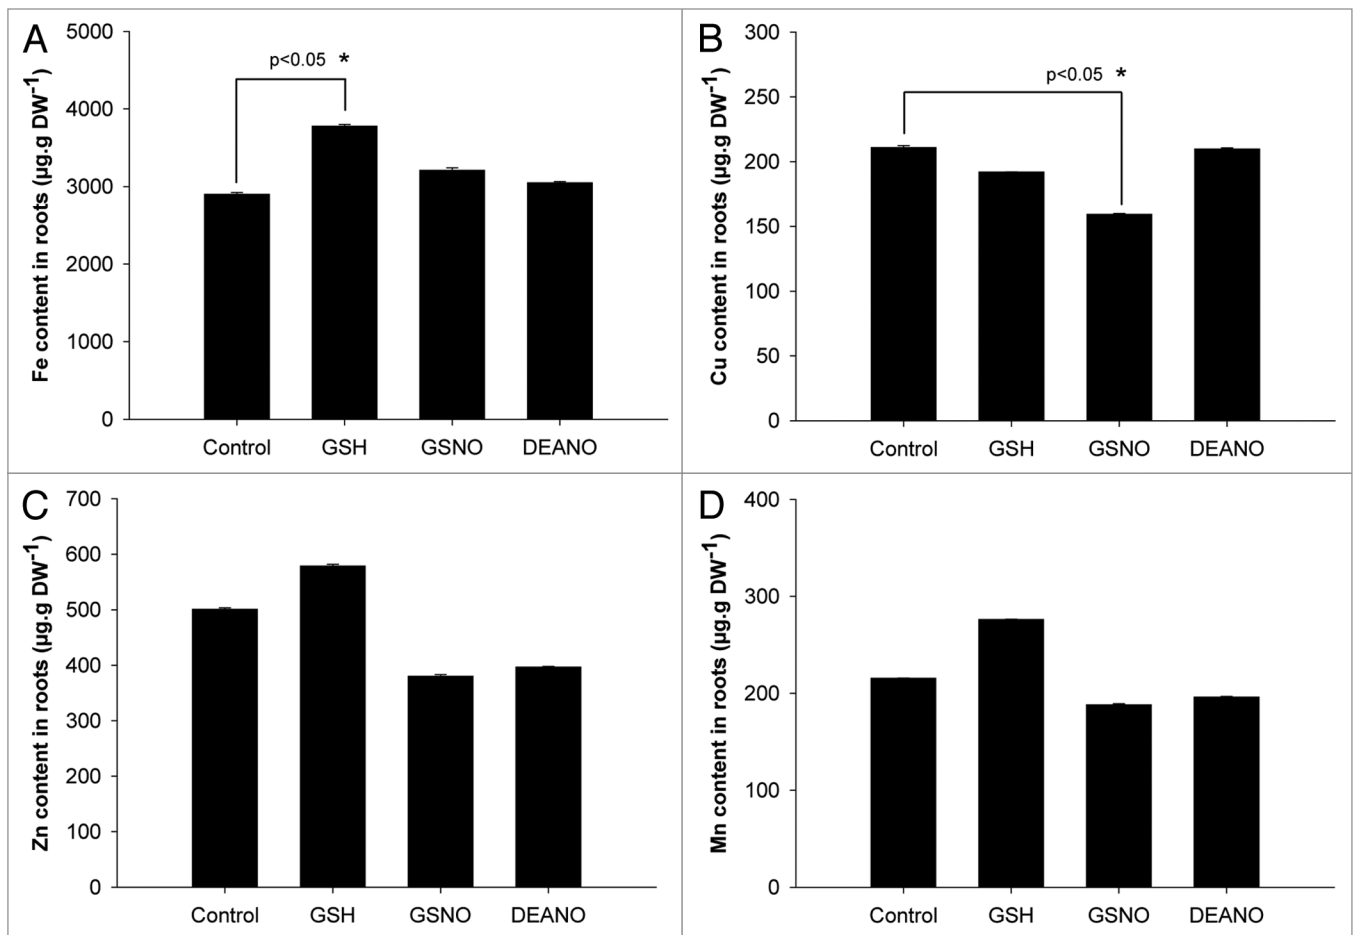 A
Fe content in roots (µg.g DW-1)
5000
4000
3000
2000
1000
0
p<0.05 *
Control GSH GSNO DEANO
B
Cu content in roots (µg.g DW-1)
300
250
200
150
100
50
0
p<0.05 *
Control GSH GSNO DEANO
C
Zn content in roots (µg.g DW-1)
700
600
500
400
300
200
100
0
Control GSH GSNO DEANO
D
Mn content in roots (µg.g DW-1)
400
300
200
100
0
Control GSH GSNO DEANO